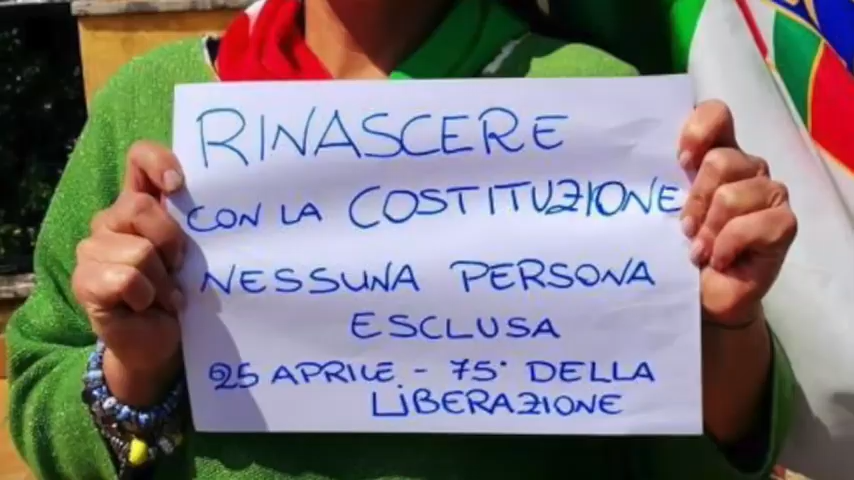 RINASCERE
CON LA COSTITUZIONE
NESSUNA PERSONA
ESCLUSA
25 APRILE - 75° DELLA
LIBERAZIONE